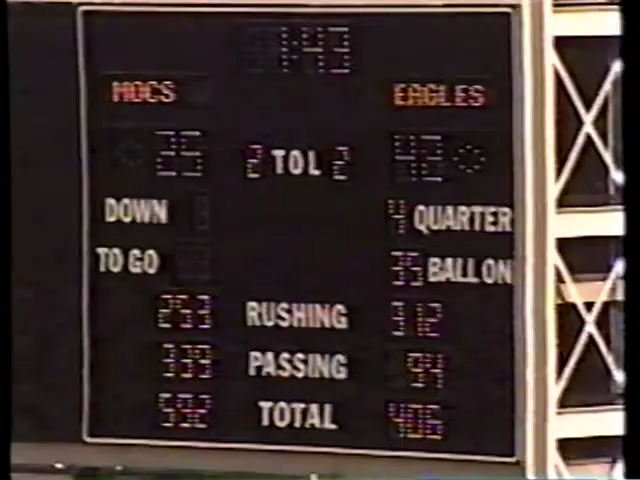 1:43
MOCS EAGLES
25 2 TOL 2 42
DOWN 4 QUARTER
TO GO 35 BALL ON
253 RUSHING 312
339 PASSING 94
592 TOTAL 406